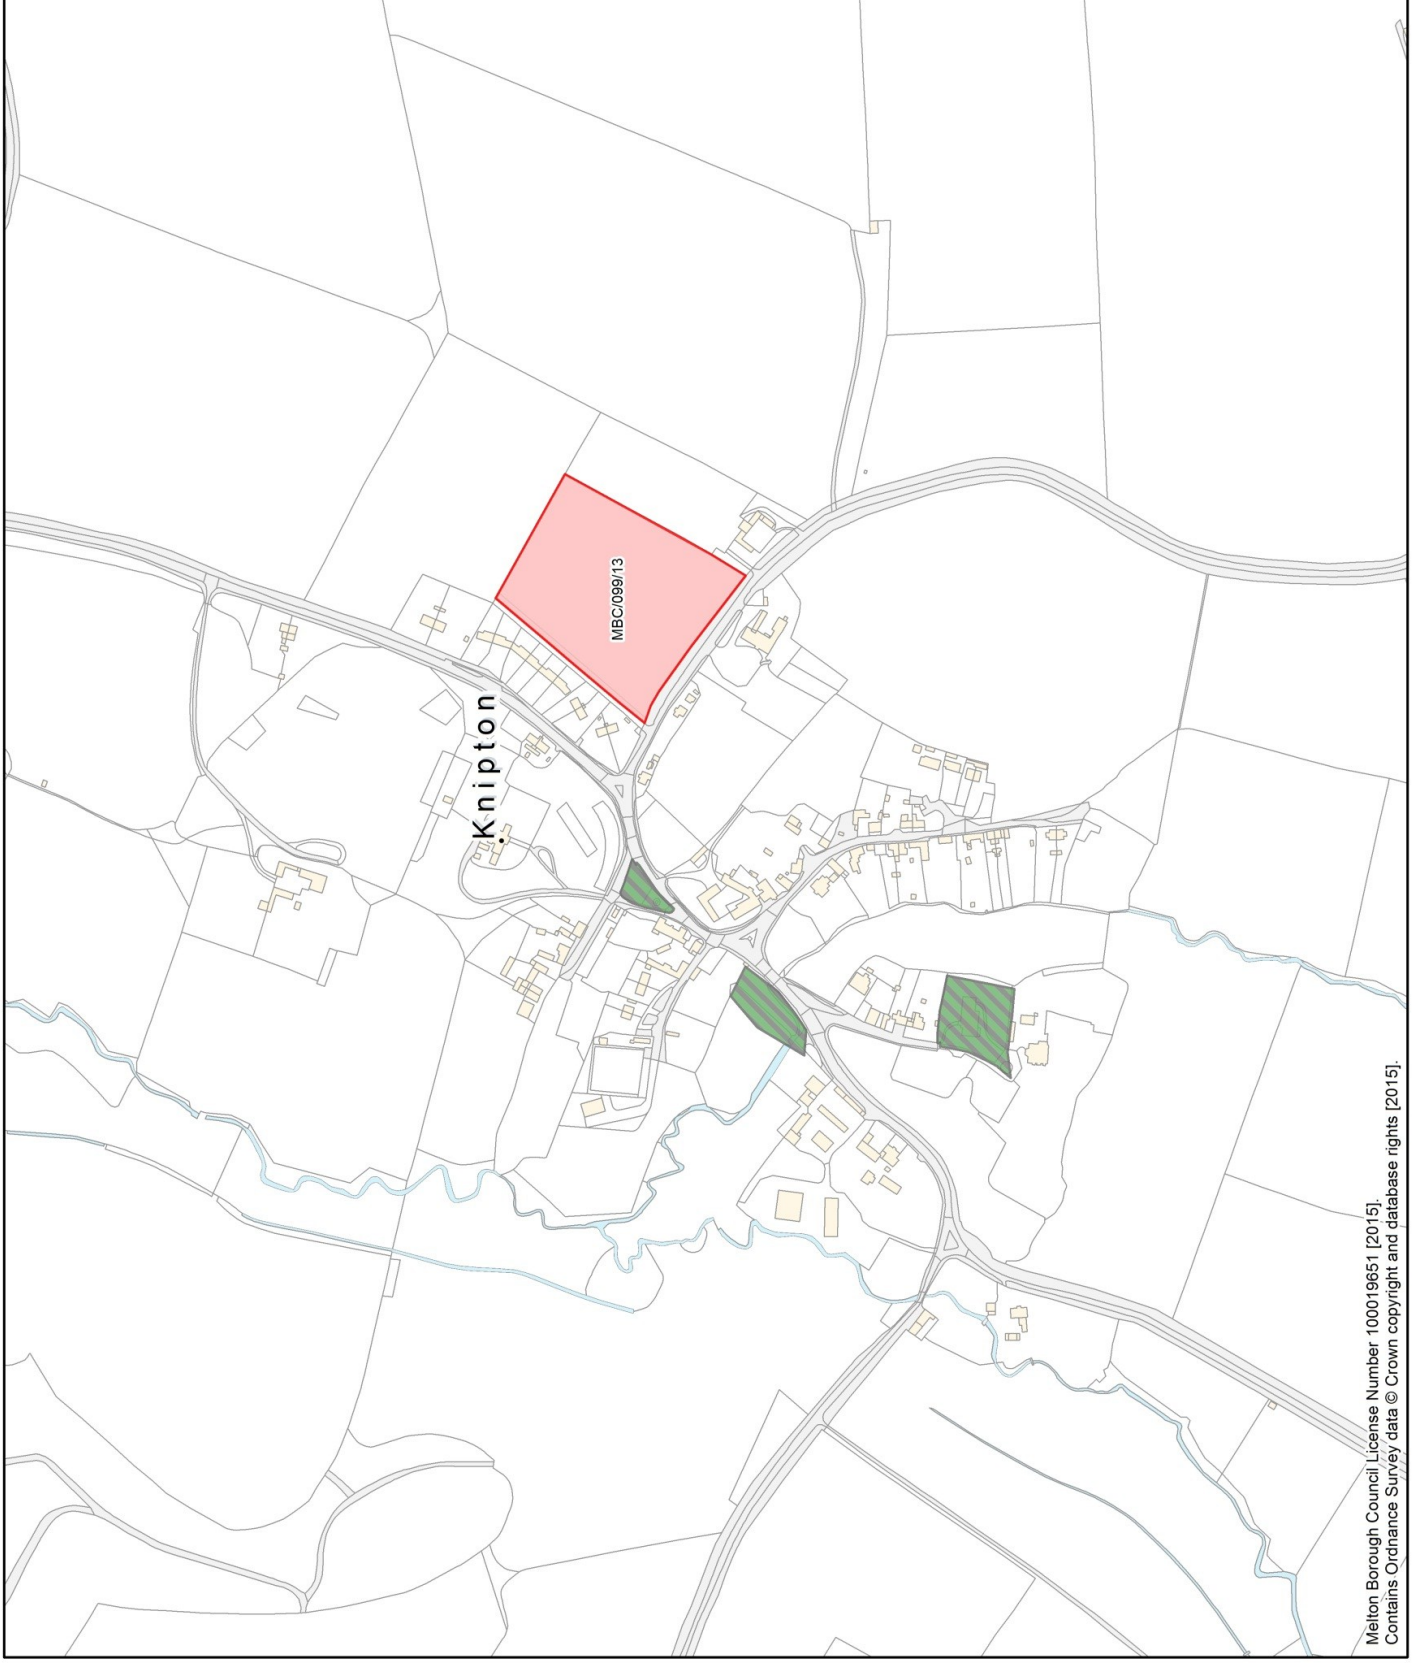 .Knipton
MBC/099/13
Melton Borough Council License Number 100019651 [2015].
Contains Ordnance Survey data © Crown copyright and database rights [2015].